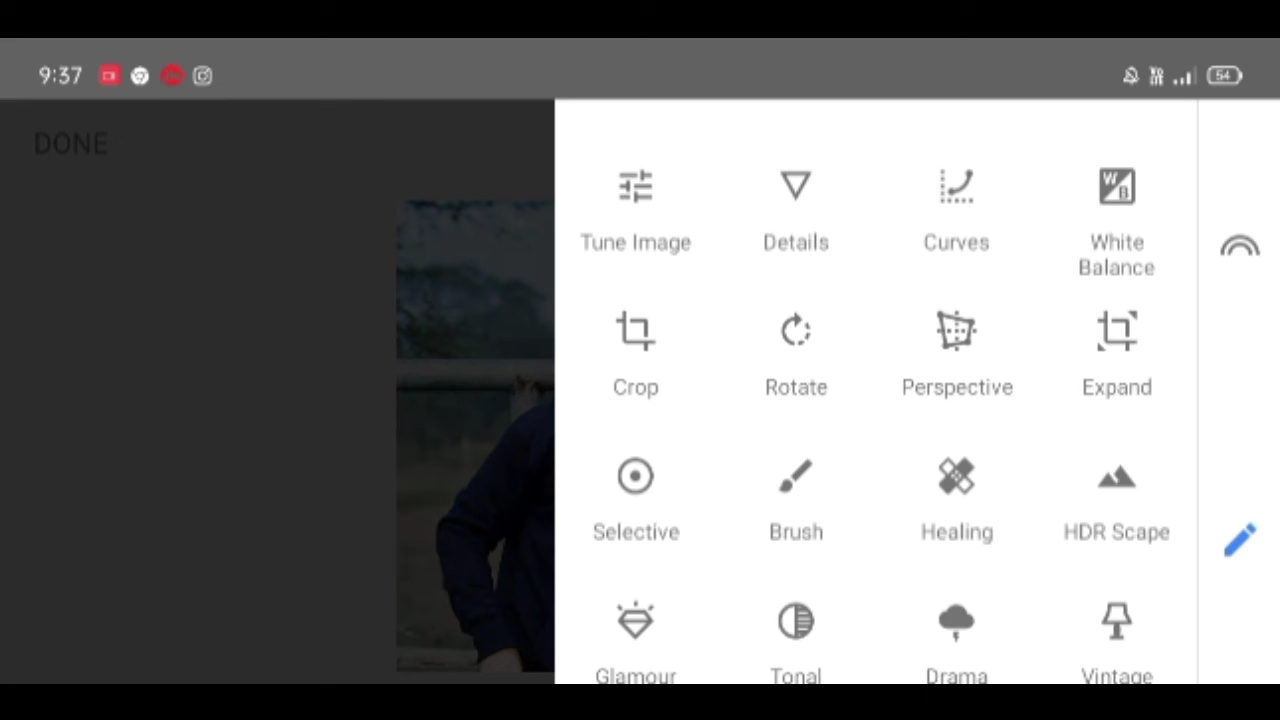 9:37
54
DONE
Tune Image
Details
Curves
White
Balance
Crop
Rotate
Perspective
Expand
Selective
Brush
Healing
HDR Scape
Glamour
Tonal
Drama
Vintage